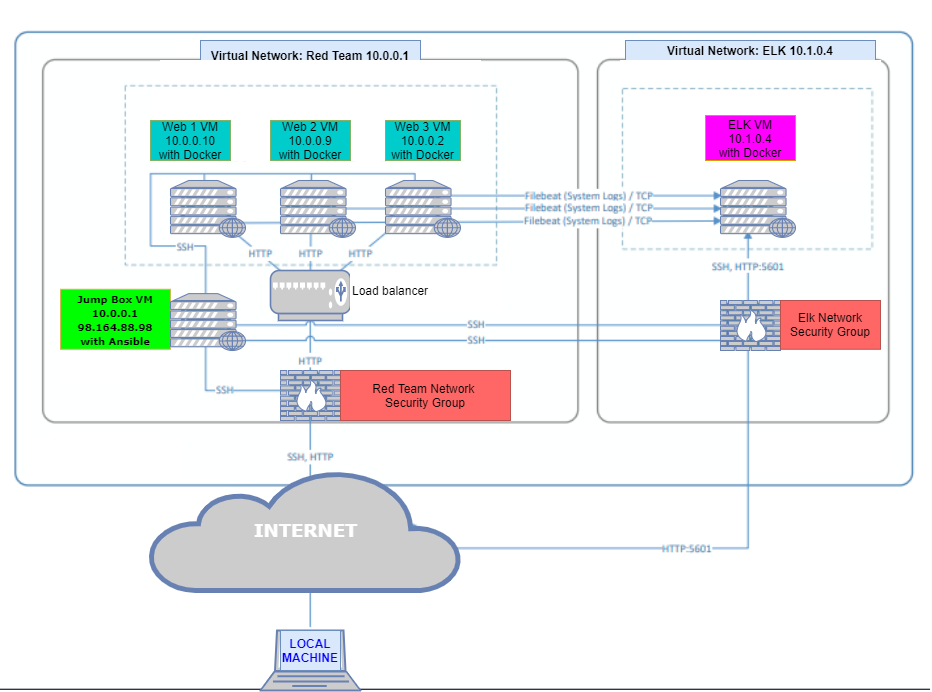 Virtual Network: Red Team 10.0.0.1
Virtual Network: ELK 10.1.0.4
Web 1 VM
10.0.0.10
with Docker
Web 2 VM
10.0.0.9
with Docker
Web 3 VM
10.0.0.2
with Docker
ELK VM
10.1.0.4
with Docker
Filebeat (System Logs) / TCP
Filebeat (System Logs) / TCP
Filebeat (System Logs) / TCP
SSH
HTTP
HTTP
HTTP
SSH, HTTP:5601
Load balancer
Jump Box VM
10.0.0.1
98.164.88.98
with Ansible
SSH
SSH
Elk Network
Security Group
HTTP
SSH
Red Team Network
Security Group
SSH, HTTP
INTERNET
HTTP:5601
LOCAL
MACHINE